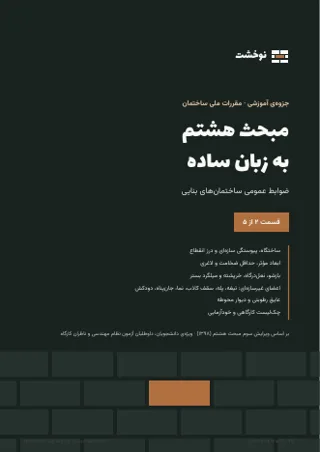 نوخشت
جزوه‌ی آموزشی · مقررات ملی ساختمان
مبحث هشتم
به زبان ساده
ضوابط عمومی ساختمان‌های بنایی
قسمت ۲ از ۵
ساختگاه، پیوستگی سازه‌ای و درز انقطاع
ابعاد مؤثر، حداقل ضخامت و لاغری
بازشو، نعل‌درگاه، خرپشته و میلگرد بستر
اعضای غیرسازه‌ای: تیغه، پله، سقف کاذب، نما، جان‌پناه، دودکش
عایق رطوبتی و دیوار محوطه
چک‌لیست کارگاهی و خودآزمایی
بر اساس ویرایش سوم مبحث هشتم (۱۳۹۸) · ویژه‌ی دانشجویان، داوطلبان آزمون نظام مهندسی و ناظران کارگاه